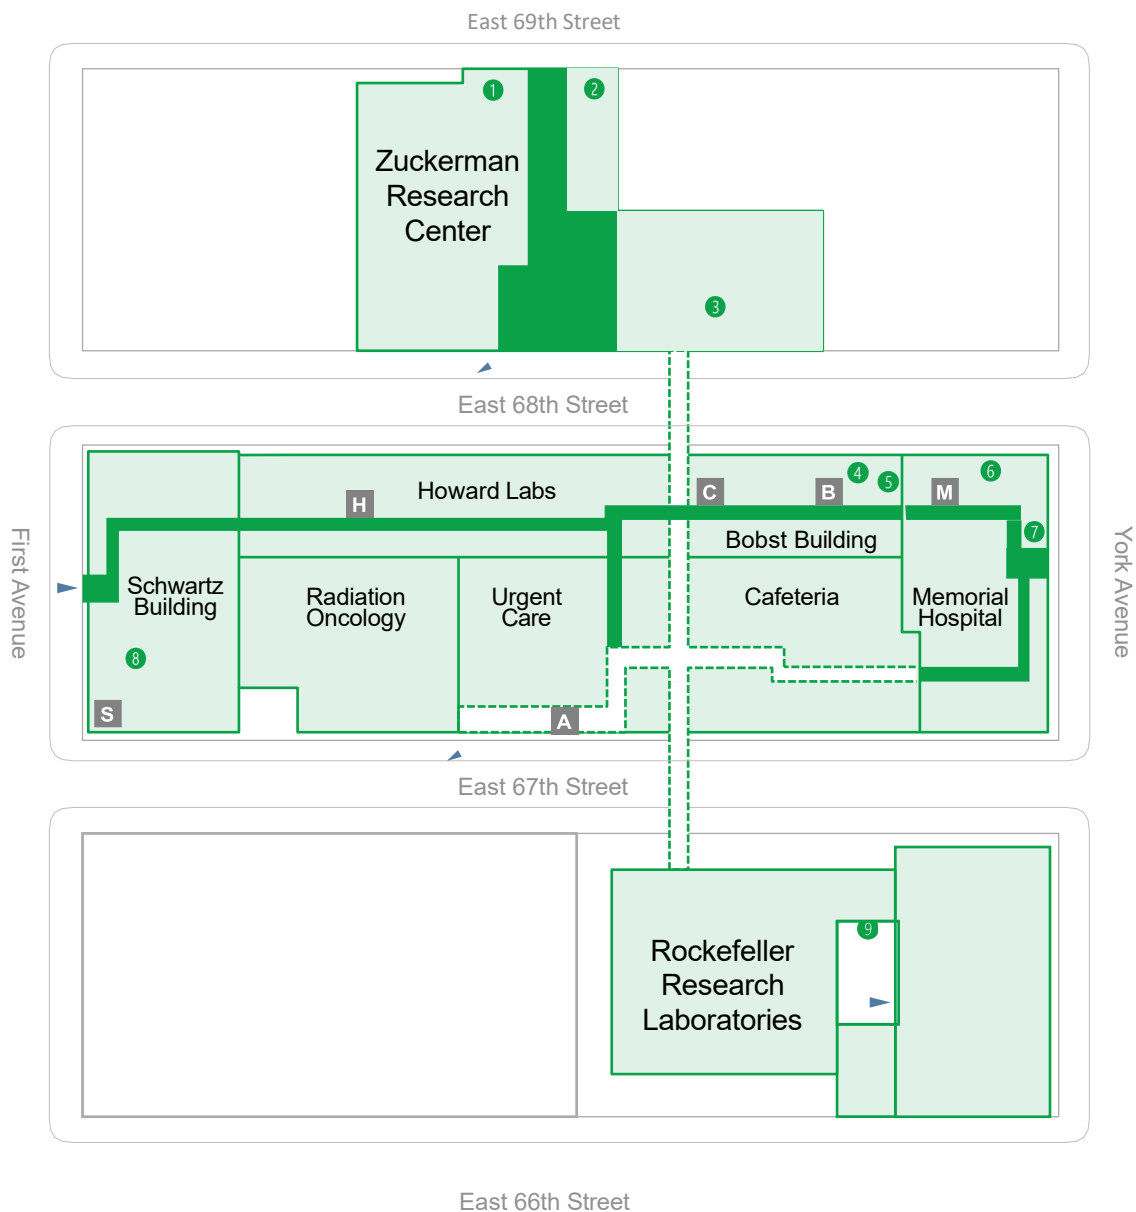 East 69th Street
1
2
Zuckerman
Research
Center
3
East 68th Street
4
5
6
Howard Labs
H
C
B
M
7
Bobst Building
First Avenue
York Avenue
Schwartz
Building
Radiation
Oncology
Urgent
Care
Cafeteria
Memorial
Hospital
8
S
A
East 67th Street
9
Rockefeller
Research
Laboratories
East 66th Street